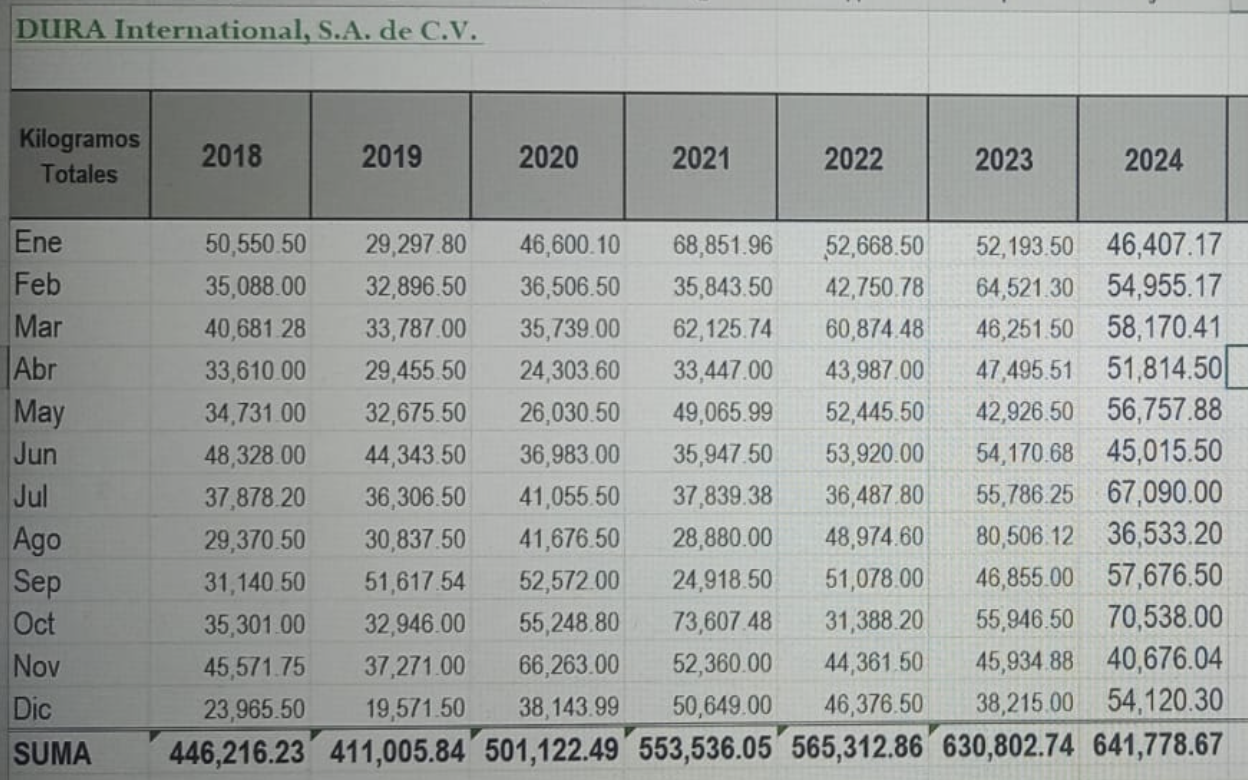 DURA International, S.A. de C.V.
Kilogramos Totales 2018 2019 2020 2021 2022 2023 2024
Ene 50,550.50 29,297.80 46,600.10 68,851.96 52,668.50 52,193.50 46,407.17
Feb 35,088.00 32,896.50 36,506.50 35,843.50 42,750.78 64,521.30 54,955.17
Mar 40,681.28 33,787.00 35,739.00 62,125.74 60,874.48 46,251.50 58,170.41
Abr 33,610.00 29,455.50 24,303.60 33,447.00 43,987.00 47,495.51 51,814.50
May 34,731.00 32,675.50 26,030.50 49,065.99 52,445.50 42,926.50 56,757.88
Jun 48,328.00 44,343.50 36,983.00 35,947.50 53,920.00 54,170.68 45,015.50
Jul 37,878.20 36,306.50 41,055.50 37,839.38 36,487.80 55,786.25 67,090.00
Ago 29,370.50 30,837.50 41,676.50 28,880.00 48,974.60 80,506.12 36,533.20
Sep 31,140.50 51,617.54 52,572.00 24,918.50 51,078.00 46,855.00 57,676.50
Oct 35,301.00 32,946.00 55,248.80 73,607.48 31,388.20 55,946.50 70,538.00
Nov 45,571.75 37,271.00 66,263.00 52,360.00 44,361.50 45,934.88 40,676.04
Dic 23,965.50 19,571.50 38,143.99 50,649.00 46,376.50 38,215.00 54,120.30
SUMA 446,216.23 411,005.84 501,122.49 553,536.05 565,312.86 630,802.74 641,778.67